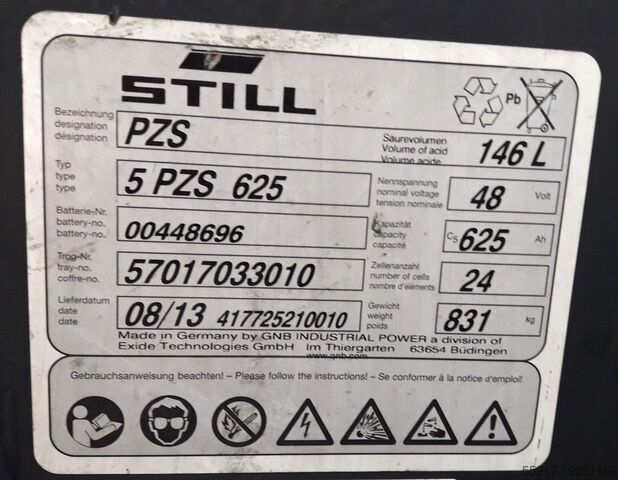 STILL
Pb
Bezeichnung
designation
désignation
PZS
Säurevolumen
Volume of acid
Volume acide
146 L
Typ
type
type
5 PZS 625
Nennspannung
nominal voltage
tension nominale
48 Volt
Batterie-Nr.
battery-no.
battery-no.
00448696
Kapazität
capacity
capacité
C5 625 Ah
Trog-Nr.
tray-no.
coffre-no.
57017033010
Zellenanzahl
number of cells
nombre d'éléments
24
Lieferdatum
date
date
08/13 417725210010
Gewicht
weight
poids
831 kg
Made in Germany by GNB INDUSTRIAL POWER a division of
Exide Technologies GmbH Im Thiergarten 63654 Büdingen
www.gnb.com
Gebrauchsanweisung beachten! – Please follow the instructions! – Se conformer à la notice d'emploi!